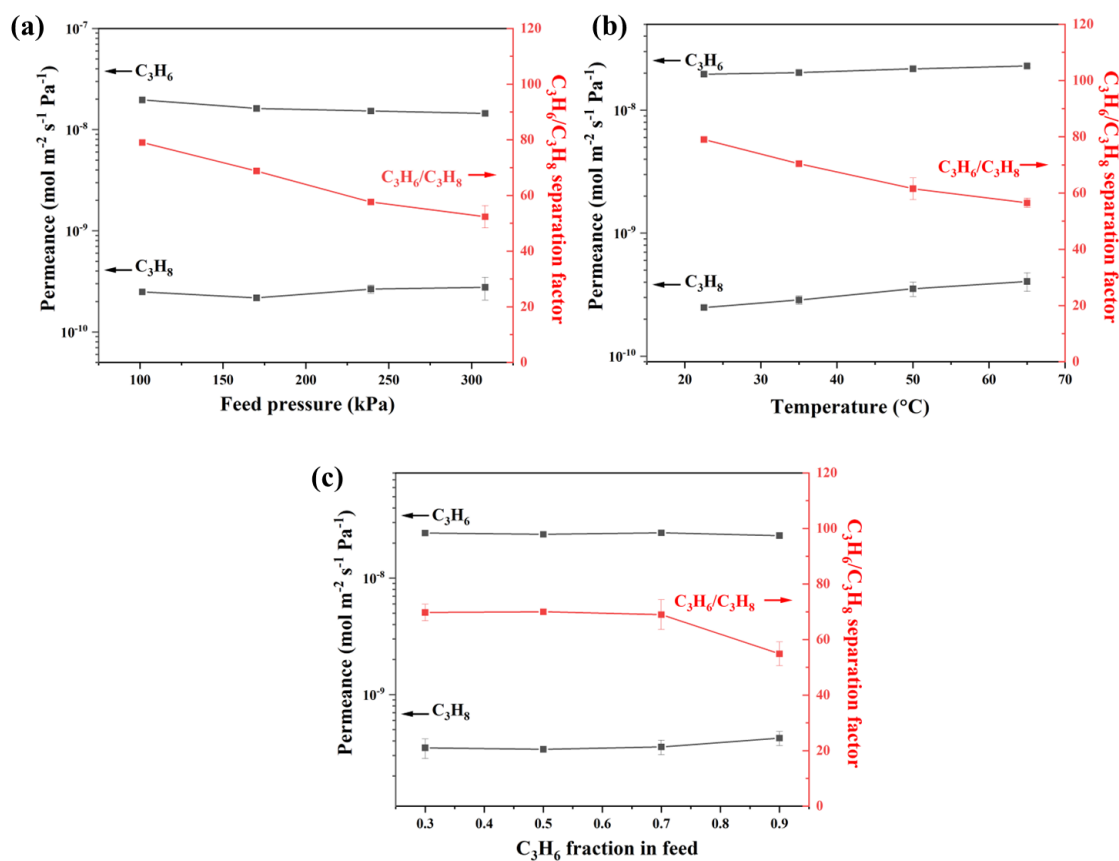 (a)
Permeance (mol m⁻² s⁻¹ Pa⁻¹)
10⁻⁷
10⁻⁸
10⁻⁹
10⁻¹⁰
C₃H₆
C₃H₆/C₃H₈
C₃H₈
120
100
80
60
40
20
0
C₃H₆/C₃H₈ separation factor
100 150 200 250 300
Feed pressure (kPa)
(b)
Permeance (mol m⁻² s⁻¹ Pa⁻¹)
10⁻⁸
10⁻⁹
10⁻¹⁰
C₃H₆
C₃H₆/C₃H₈
C₃H₈
120
100
80
60
40
20
0
C₃H₆/C₃H₈ separation factor
20 30 40 50 60 70
Temperature (°C)
(c)
Permeance (mol m⁻² s⁻¹ Pa⁻¹)
10⁻⁸
10⁻⁹
C₃H₆
C₃H₆/C₃H₈
C₃H₈
120
100
80
60
40
20
0
C₃H₆/C₃H₈ separation factor
0.3 0.4 0.5 0.6 0.7 0.8 0.9
C₃H₆ fraction in feed